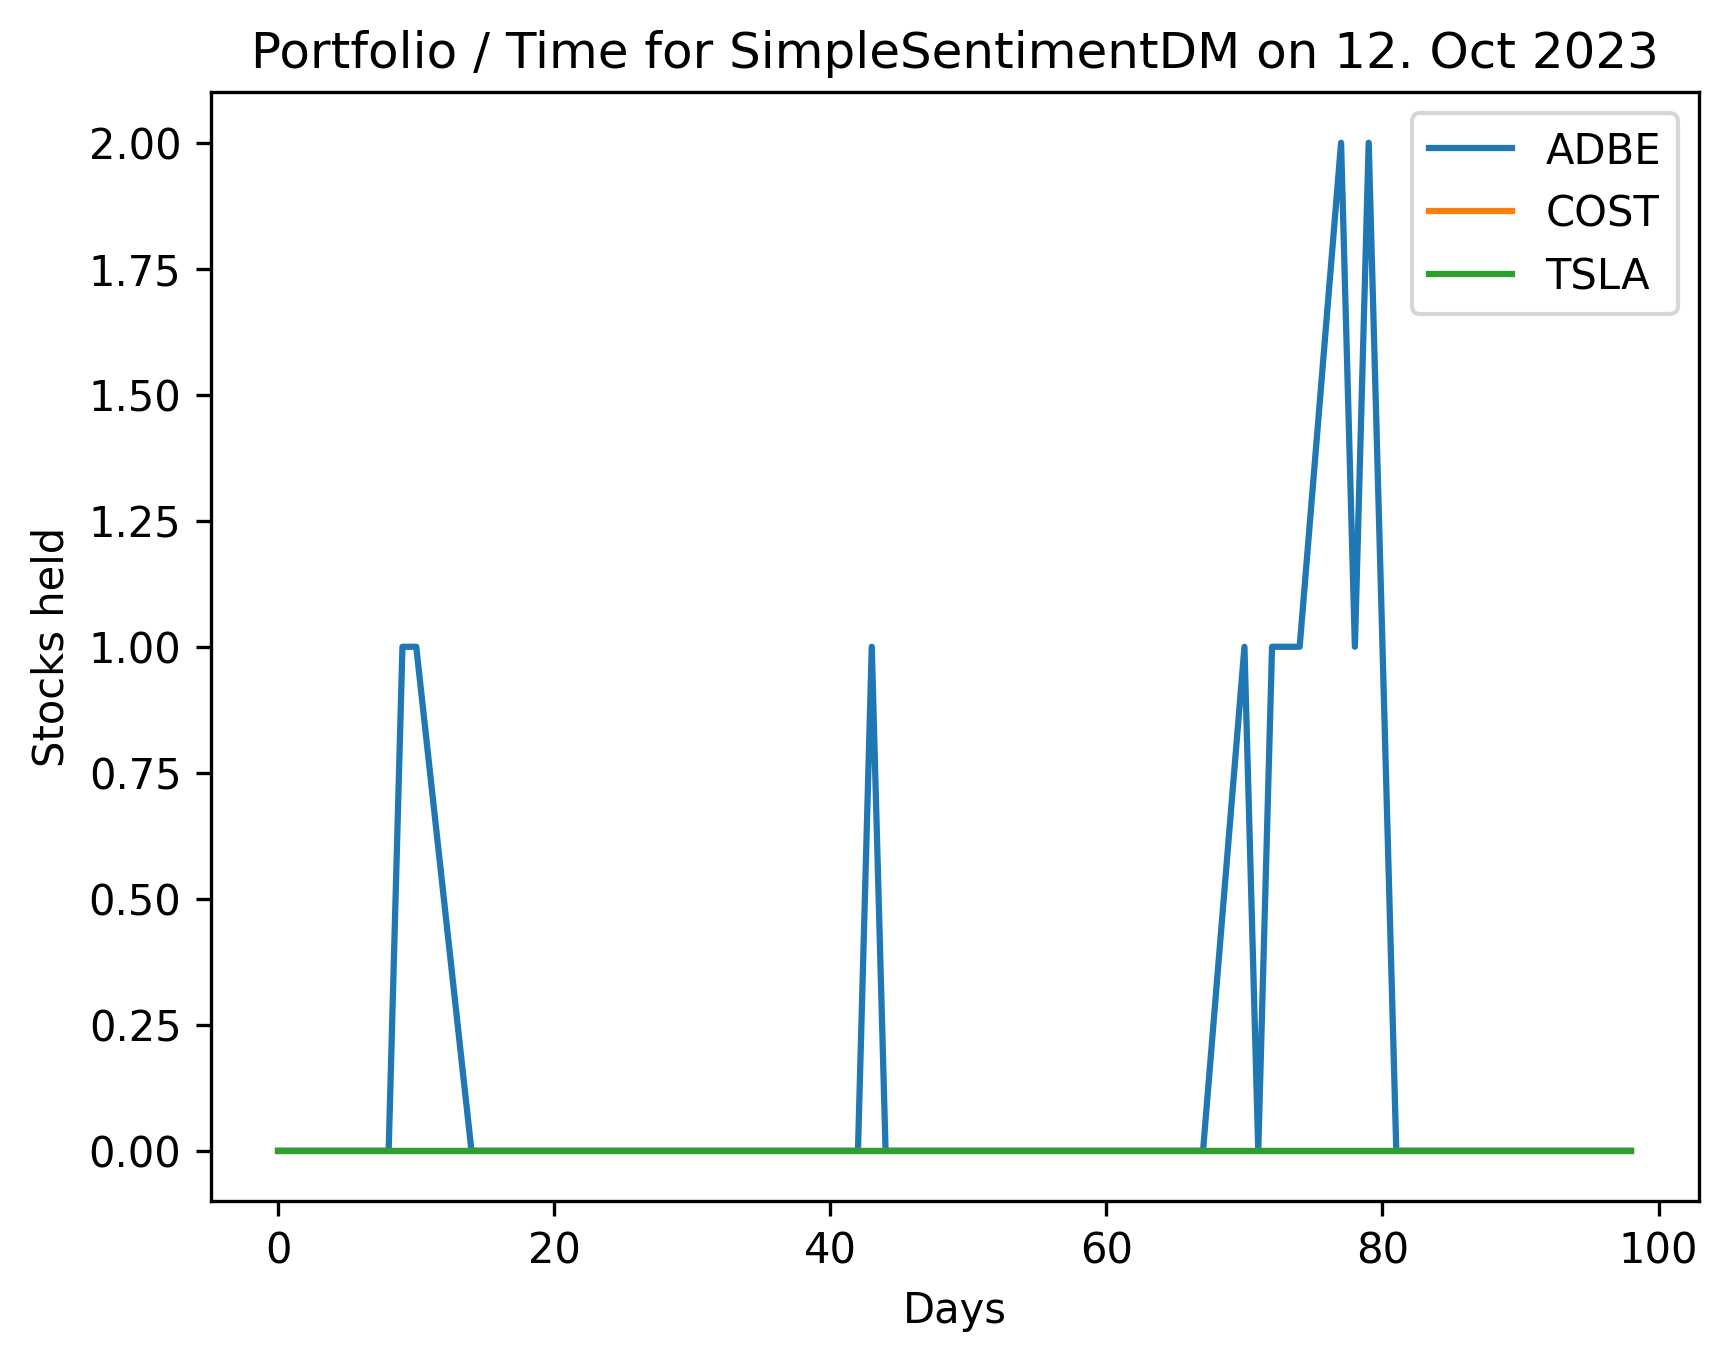 Portfolio / Time for SimpleSentimentDM on 12. Oct 2023
ADBE
COST
TSLA
Stocks held
2.00
1.75
1.50
1.25
1.00
0.75
0.50
0.25
0.00
0 20 40 60 80 100
Days